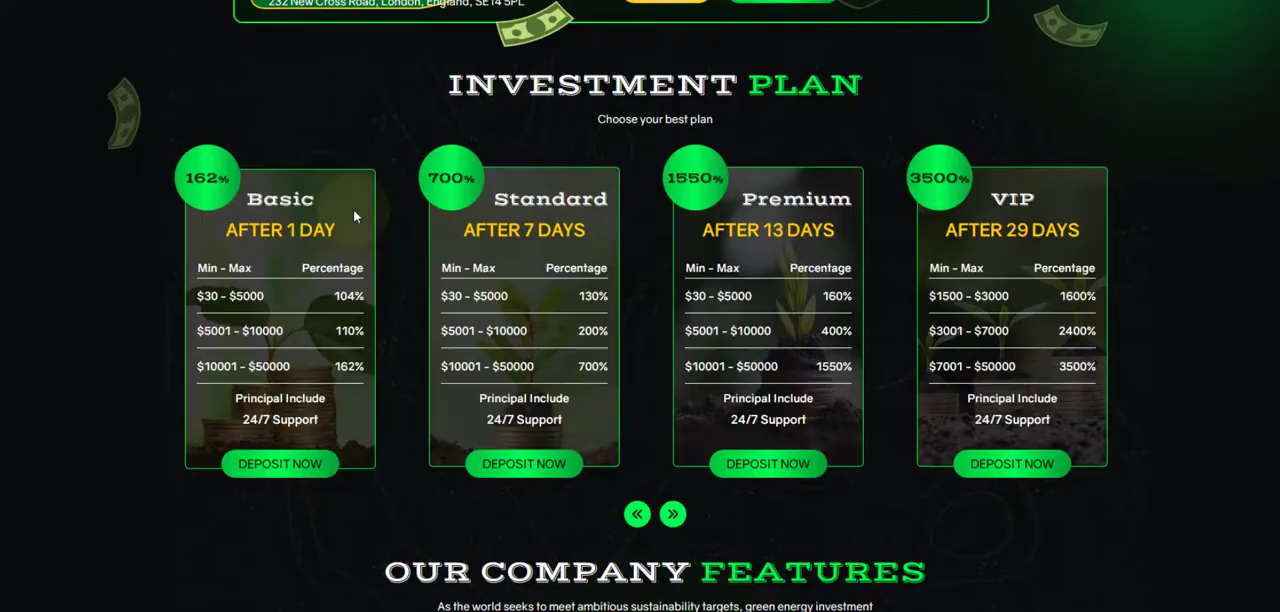 232 New Cross Road, London, England, SE14 5PL
INVESTMENT PLAN
Choose your best plan
162%
Basic
AFTER 1 DAY
Min - Max Percentage
$30 - $5000 104%
$5001 - $10000 110%
$10001 - $50000 162%
Principal Include
24/7 Support
DEPOSIT NOW
700%
Standard
AFTER 7 DAYS
Min - Max Percentage
$30 - $5000 130%
$5001 - $10000 200%
$10001 - $50000 700%
Principal Include
24/7 Support
DEPOSIT NOW
1550%
Premium
AFTER 13 DAYS
Min - Max Percentage
$30 - $5000 160%
$5001 - $10000 400%
$10001 - $50000 1550%
Principal Include
24/7 Support
DEPOSIT NOW
3500%
VIP
AFTER 29 DAYS
Min - Max Percentage
$1500 - $3000 1600%
$3001 - $7000 2400%
$7001 - $50000 3500%
Principal Include
24/7 Support
DEPOSIT NOW
OUR COMPANY FEATURES
As the world seeks to meet ambitious sustainability targets, green energy investment